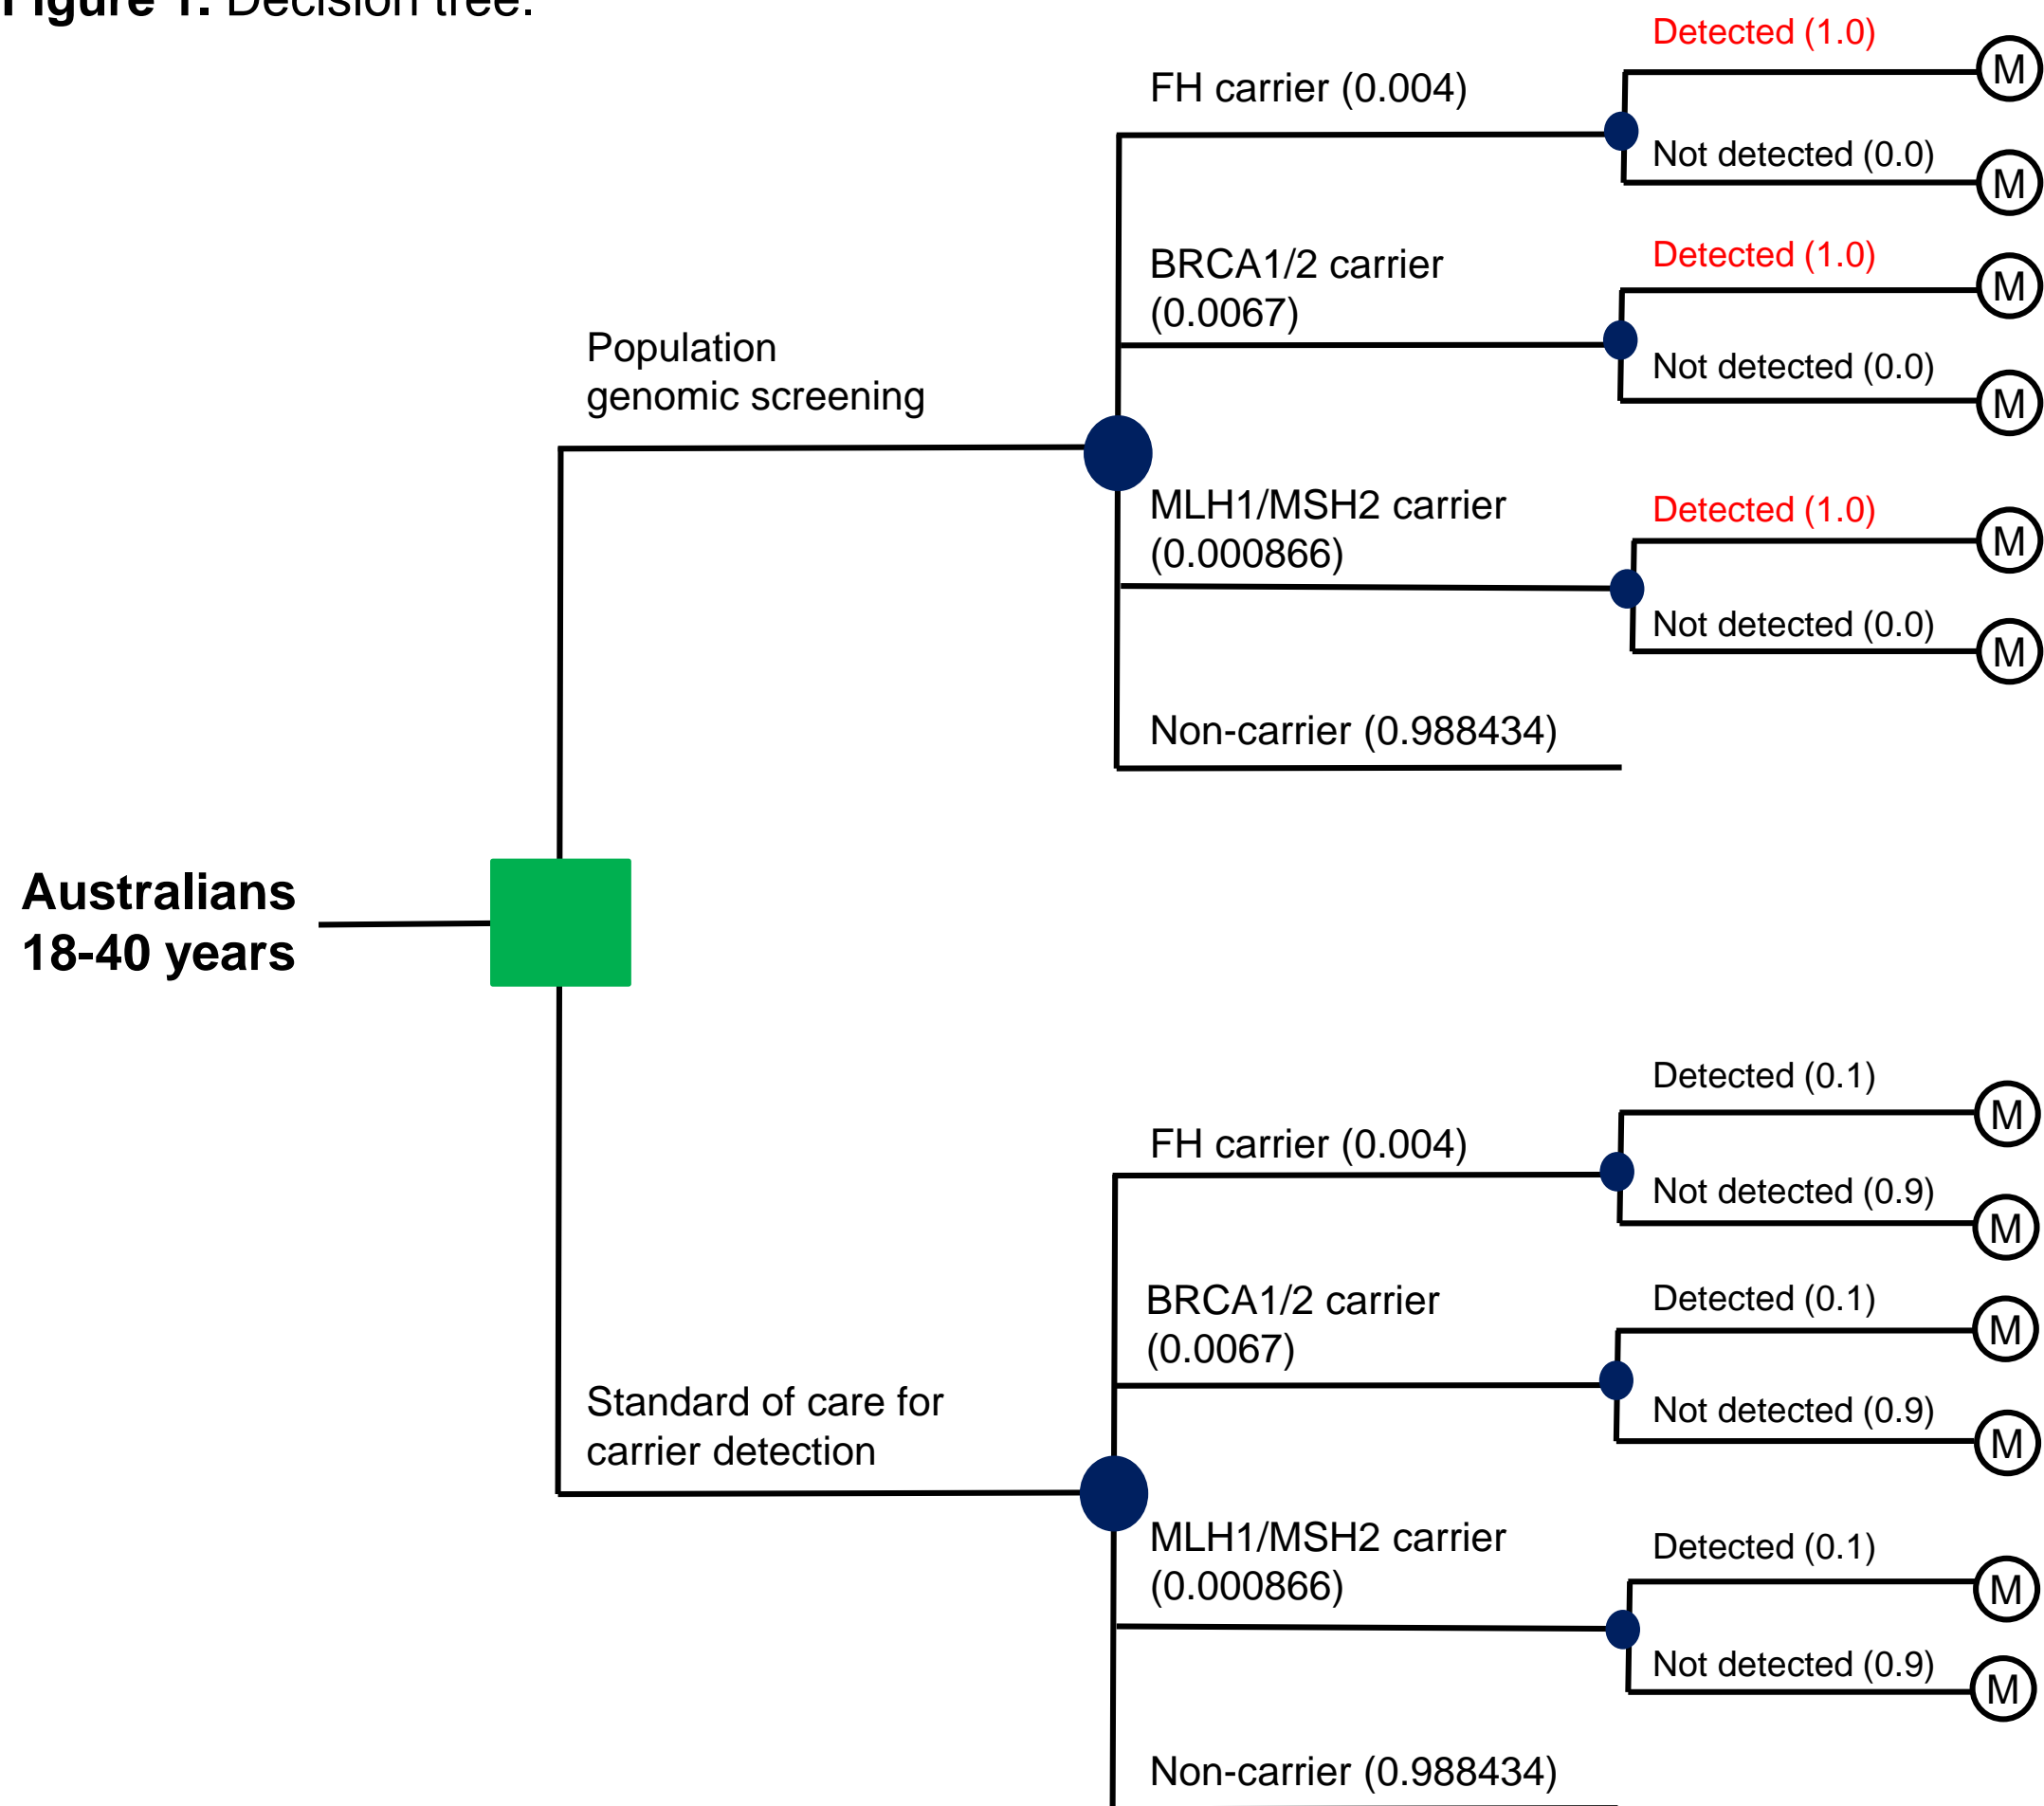 Figure 1. Decision tree.
Detected (1.0)
M
FH carrier (0.004)
Not detected (0.0)
M
Detected (1.0)
M
BRCA1/2 carrier
(0.0067)
Not detected (0.0)
M
Population
genomic screening
Detected (1.0)
M
MLH1/MSH2 carrier
(0.000866)
Not detected (0.0)
M
Non-carrier (0.988434)
Australians
18-40 years
Detected (0.1)
M
FH carrier (0.004)
Not detected (0.9)
M
Detected (0.1)
M
BRCA1/2 carrier
(0.0067)
Not detected (0.9)
M
Standard of care for
carrier detection
Detected (0.1)
M
MLH1/MSH2 carrier
(0.000866)
Not detected (0.9)
M
Non-carrier (0.988434)